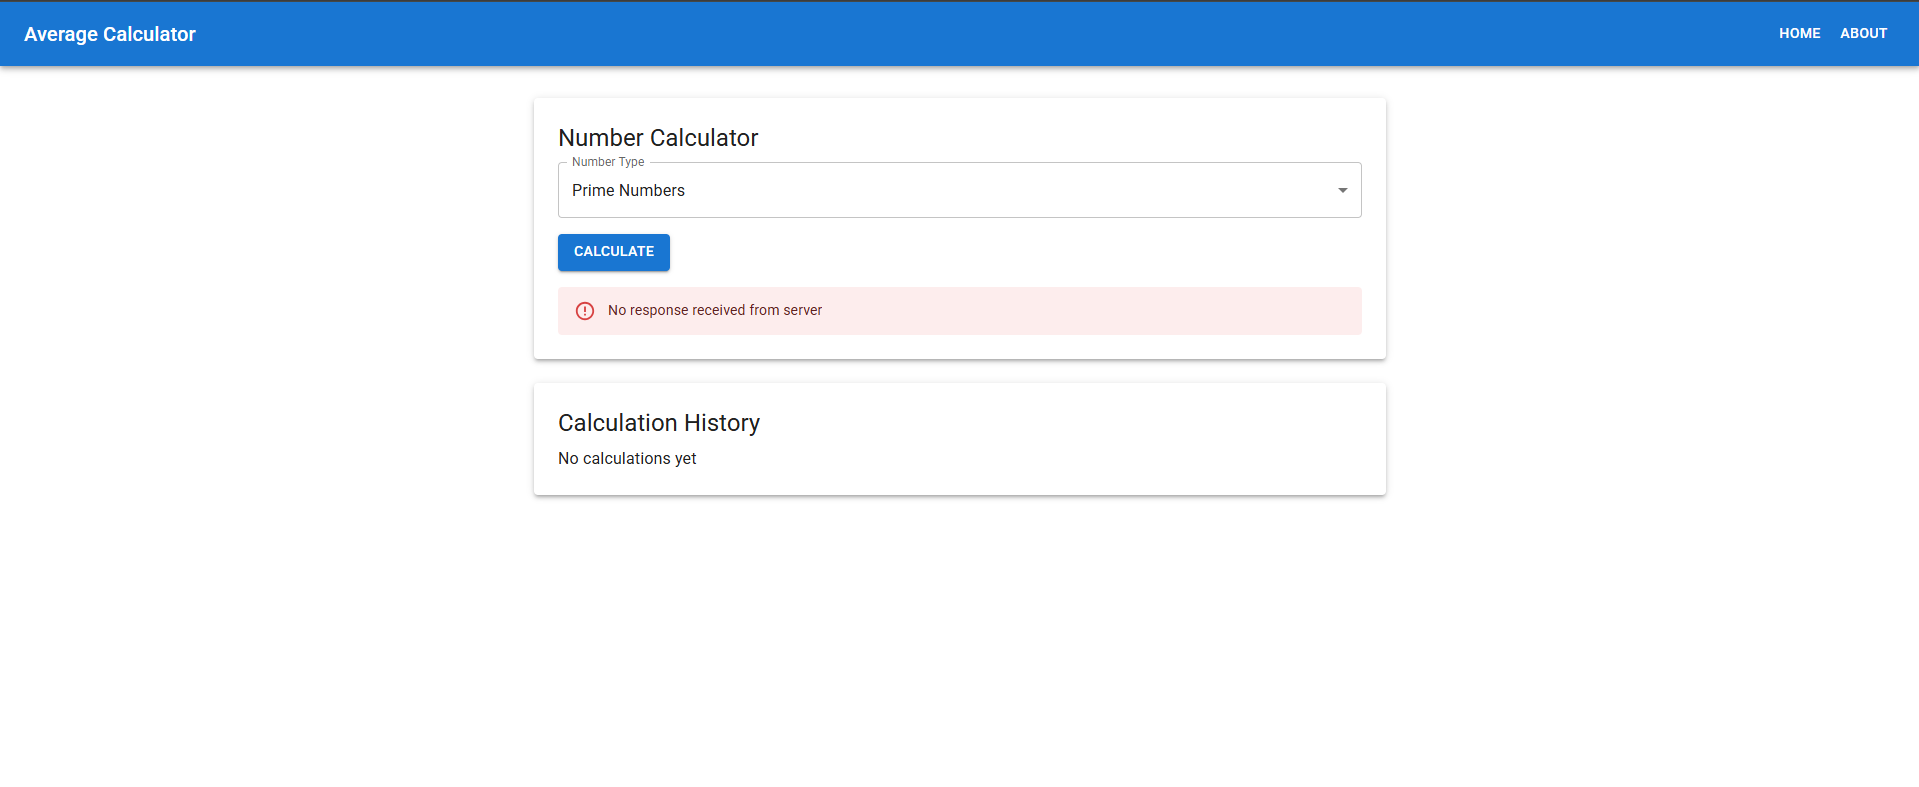 Average Calculator
HOME ABOUT
Number Calculator
Number Type
Prime Numbers
CALCULATE
No response received from server
Calculation History
No calculations yet